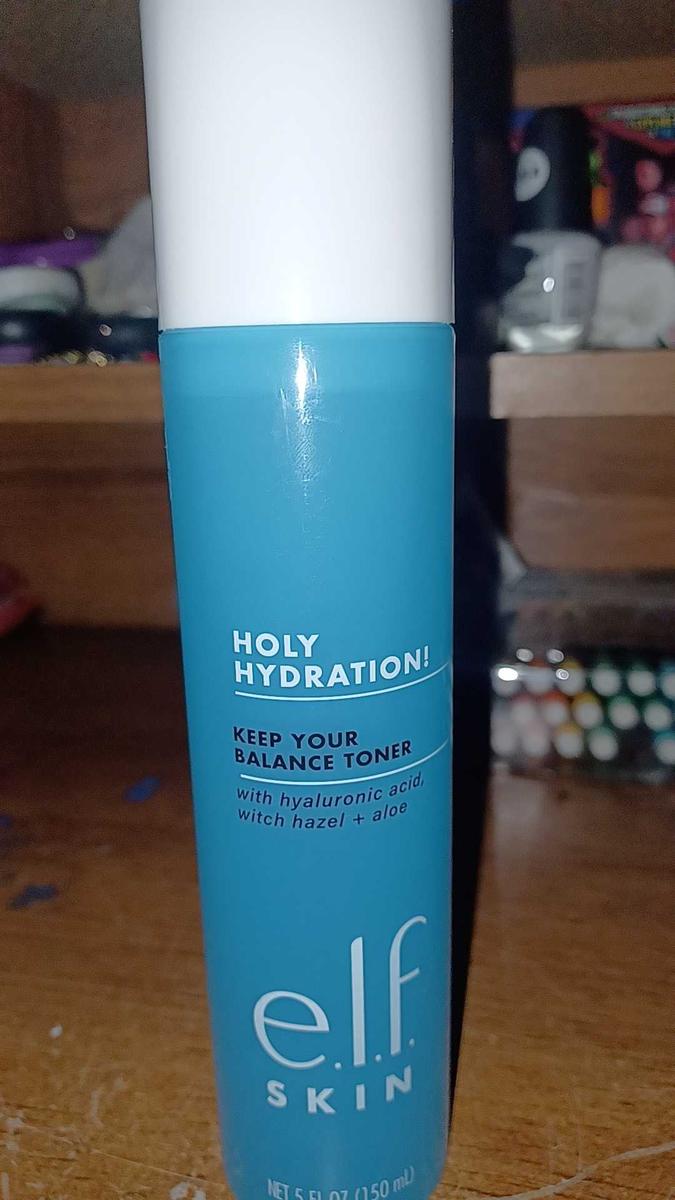 HOLY
HYDRATION!
KEEP YOUR
BALANCE TONER
with hyaluronic acid,
witch hazel + aloe
e.l.f.
SKIN
NET 5 FL OZ (150 mL)